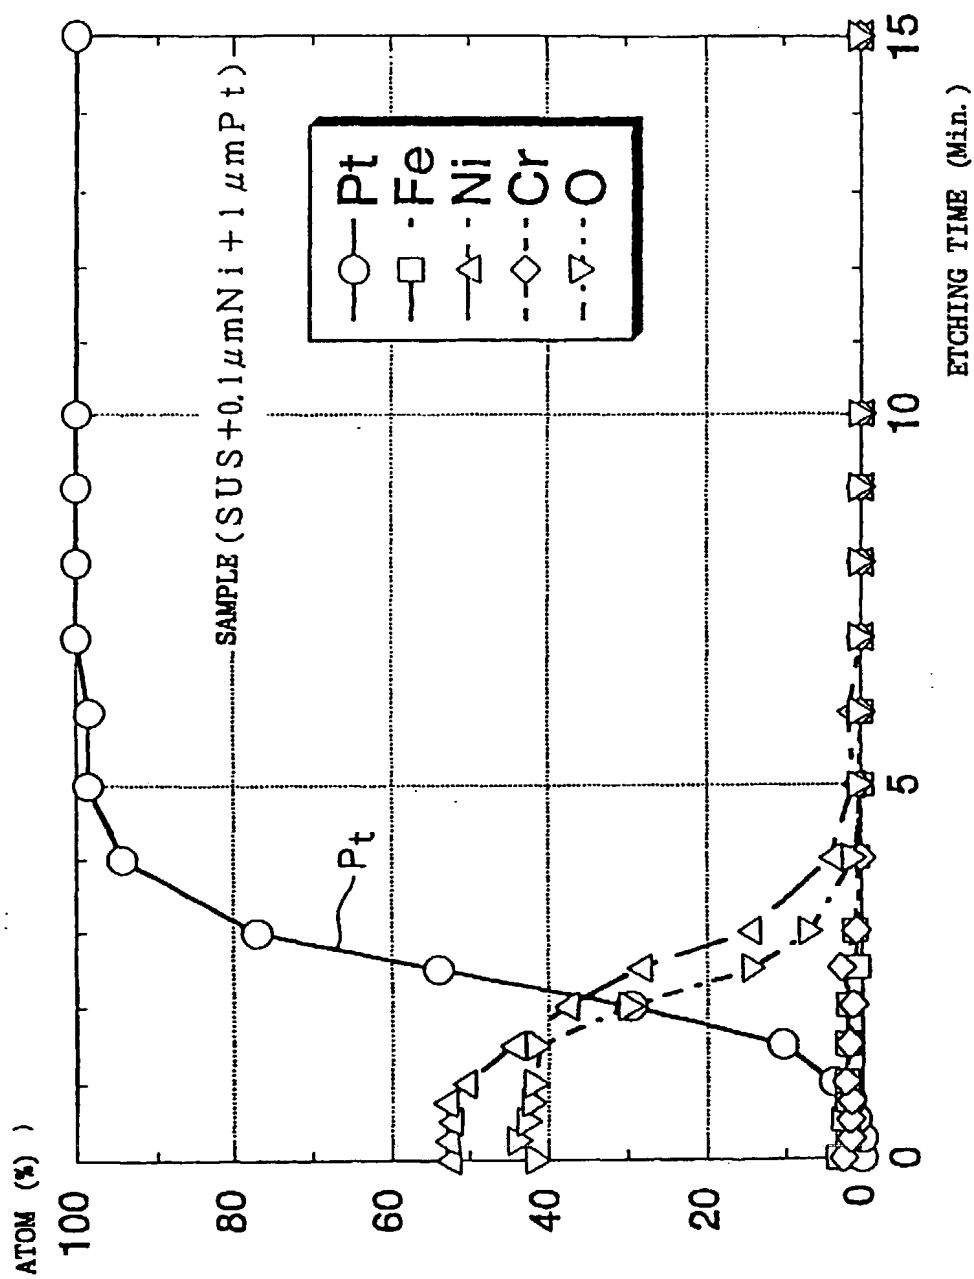 ATOM (%) )
100
80
60
40
20
0
SAMPLE (SUS+0.1μmNi+1μmPt)
Pt
Pt
Fe
Ni
Cr
O
0
5
10
15
ETCHING TIME (Min.)